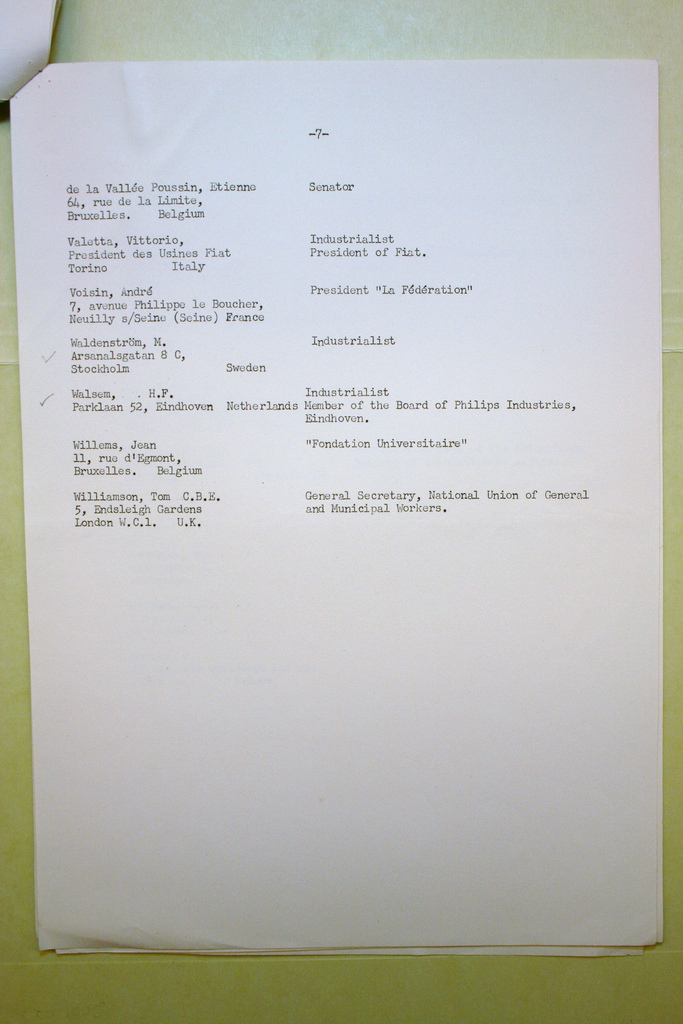 -7-
de la Vallée Poussin, Etienne Senator
64, rue de la Limite,
Bruxelles. Belgium
Valetta, Vittorio, Industrialist
President des Usines Fiat President of Fiat.
Torino Italy
Voisin, André President "La Fédération"
7, avenue Philippe le Boucher,
Neuilly s/Seine (Seine) France
Waldenström, M. Industrialist
Arsanalsgatan 8 C,
Stockholm Sweden
Walsem, . H.F. Industrialist
Parklaan 52, Eindhoven Netherlands Member of the Board of Philips Industries,
Eindhoven.
Willems, Jean "Fondation Universitaire"
11, rue d'Egmont,
Bruxelles. Belgium
Williamson, Tom C.B.E. General Secretary, National Union of General
5, Endsleigh Gardens and Municipal Workers.
London W.C.1. U.K.